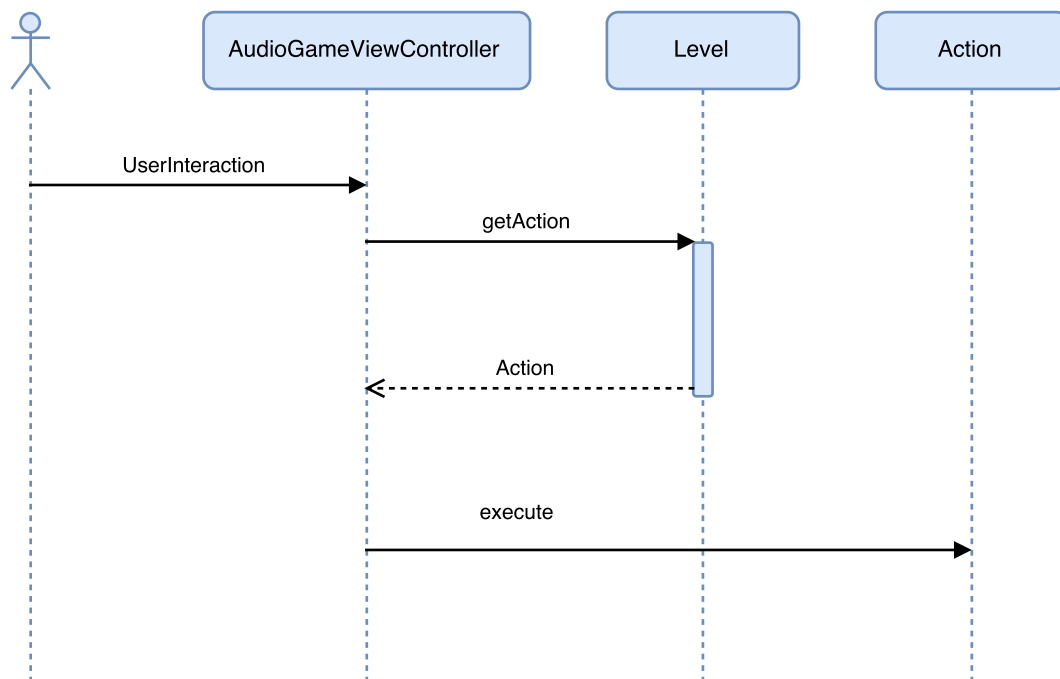 AudioGameViewController
Level
Action
UserInteraction
getAction
Action
execute